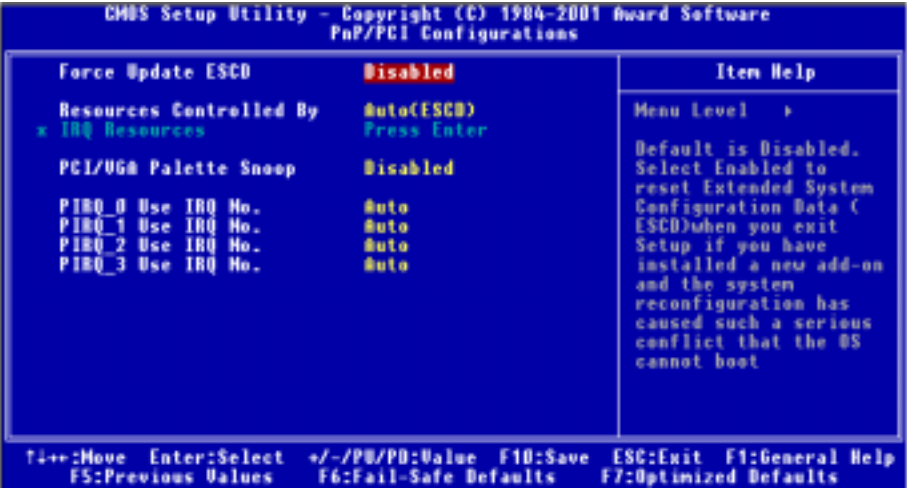 CMOS Setup Utility - Copyright (C) 1984-2001 Award Software
PnP/PCI Configurations
Force Update ESCD Disabled
Resources Controlled By Auto(ESCD)
x IRQ Resources Press Enter
PCI/VGA Palette Snoop Disabled
PIRQ_0 Use IRQ No. Auto
PIRQ_1 Use IRQ No. Auto
PIRQ_2 Use IRQ No. Auto
PIRQ_3 Use IRQ No. Auto
Item Help
Menu Level ▸
Default is Disabled.
Select Enabled to
reset Extended System
Configuration Data (
ESCD)when you exit
Setup if you have
installed a new add-on
and the system
reconfiguration has
caused such a serious
conflict that the OS
cannot boot
↑↓→←:Move Enter:Select +/-/PU/PD:Value F10:Save ESC:Exit F1:General Help
F5:Previous Values F6:Fail-Safe Defaults F7:Optimized Defaults